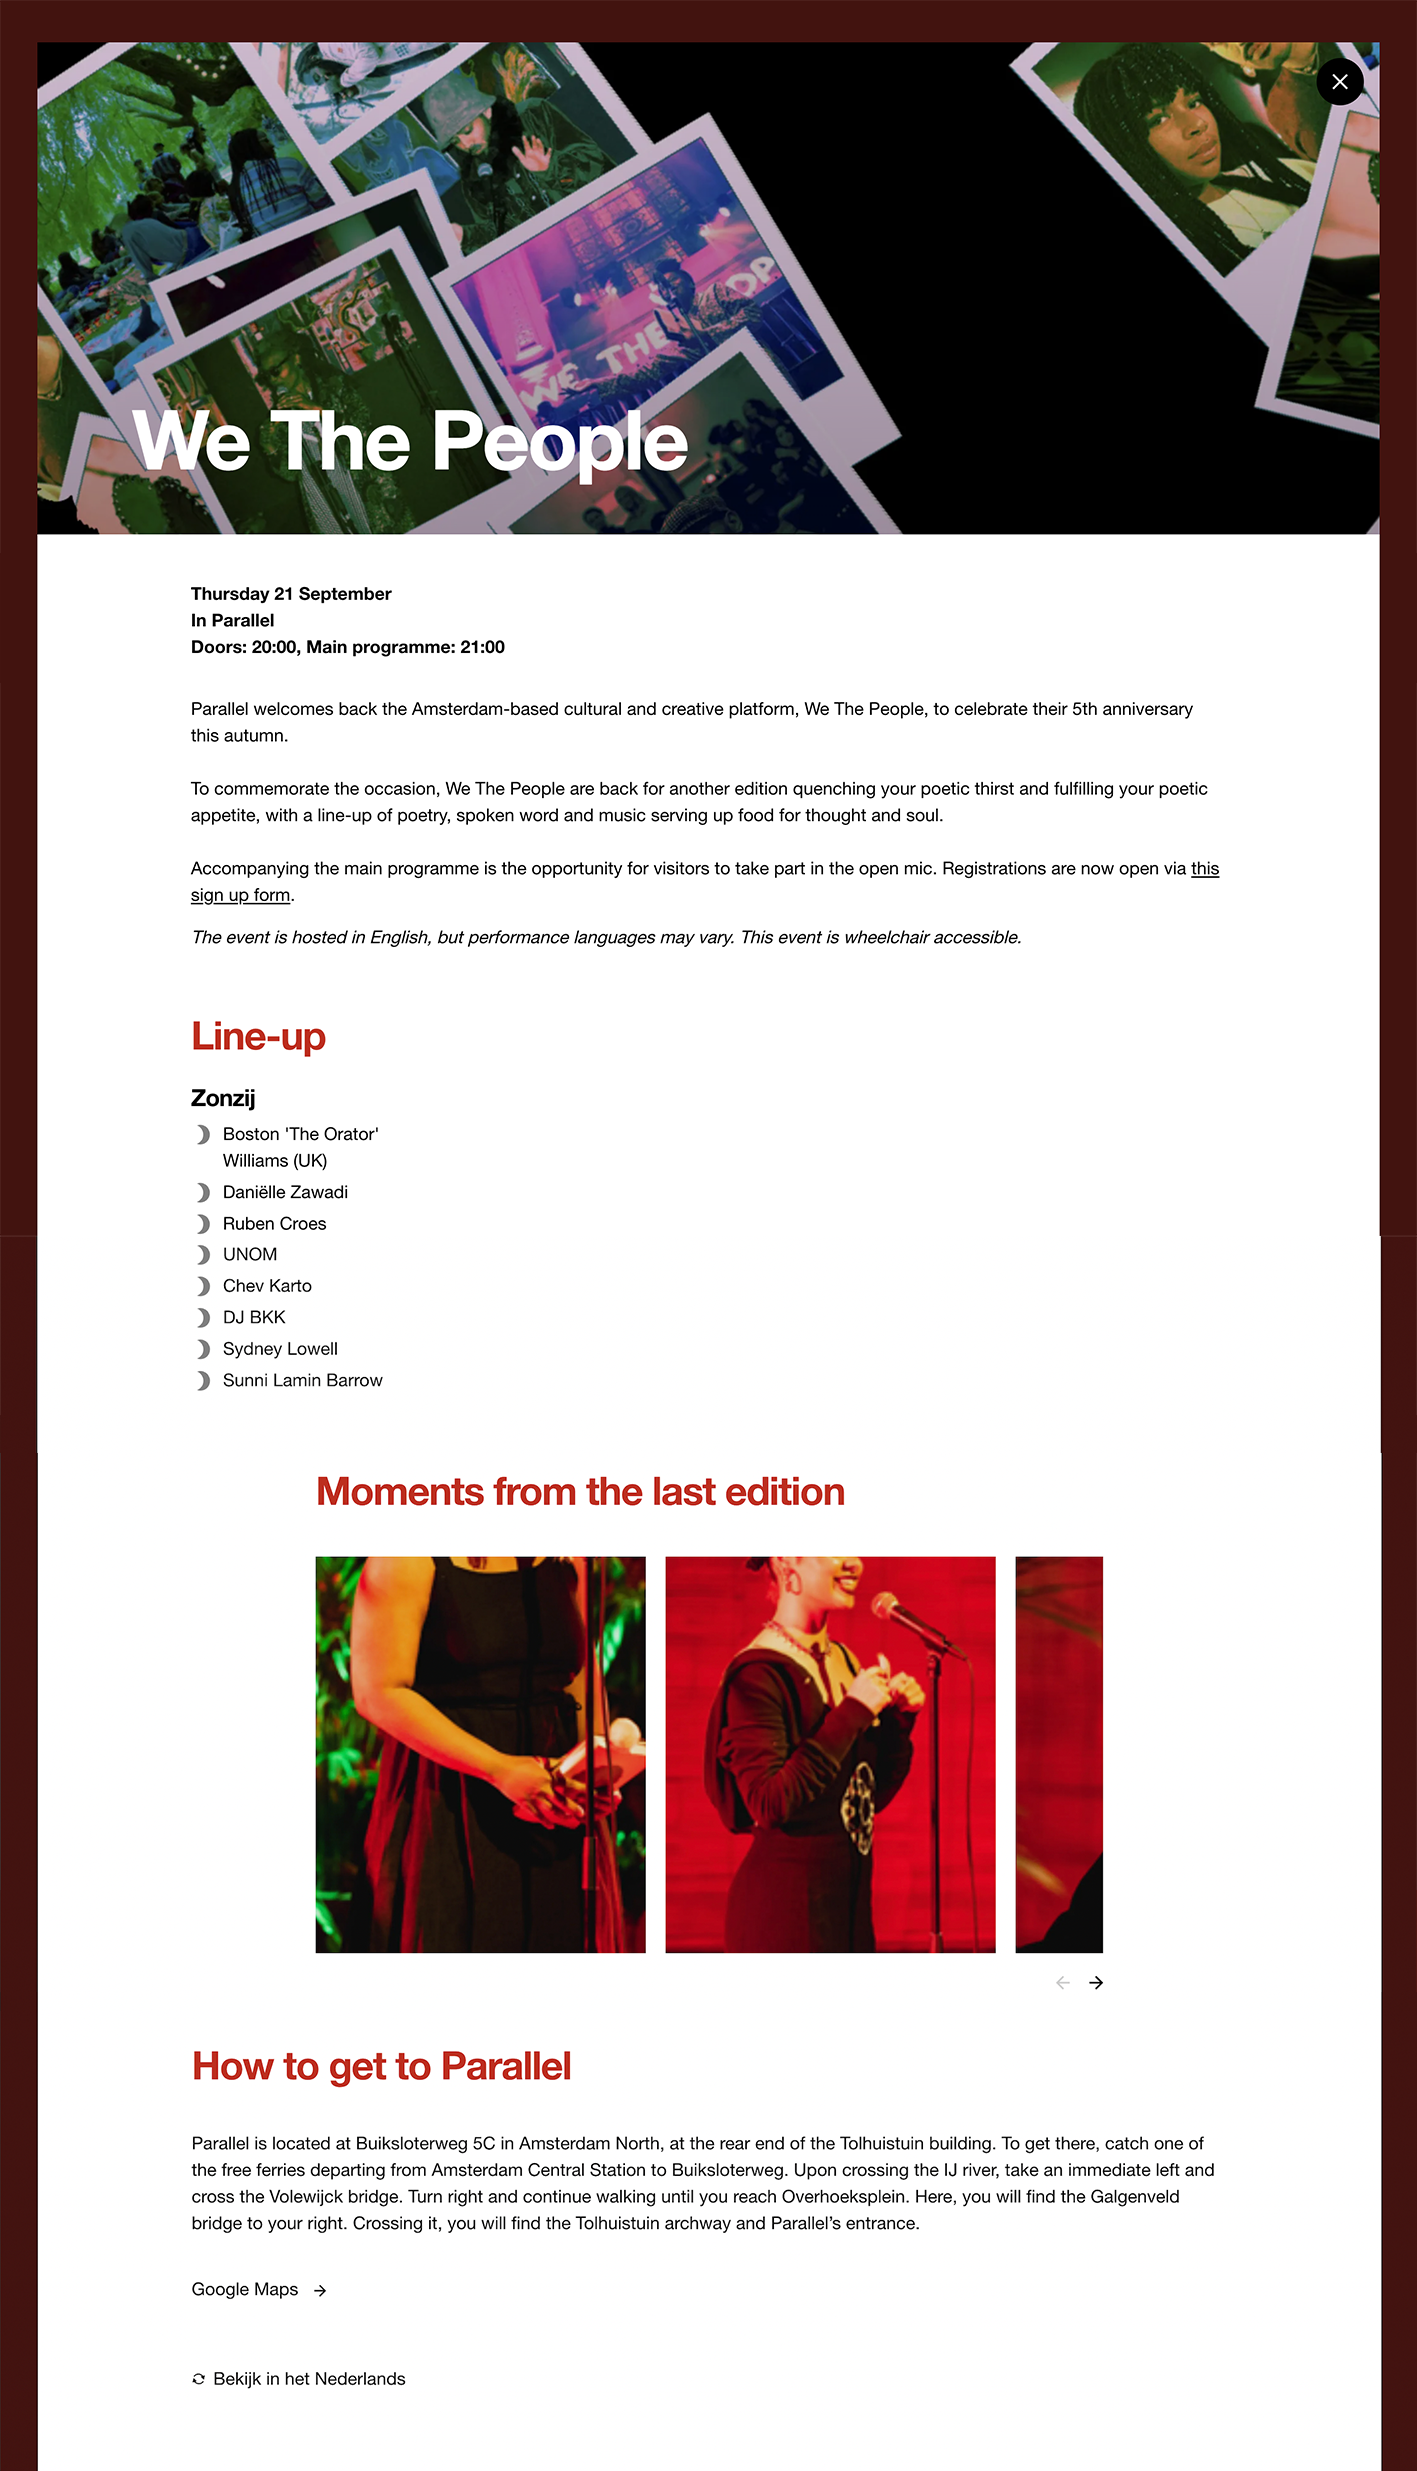 WE THE
OP
We The People
Thursday 21 September
In Parallel
Doors: 20:00, Main programme: 21:00
Parallel welcomes back the Amsterdam-based cultural and creative platform, We The People, to celebrate their 5th anniversary
this autumn.
To commemorate the occasion, We The People are back for another edition quenching your poetic thirst and fulfilling your poetic
appetite, with a line-up of poetry, spoken word and music serving up food for thought and soul.
Accompanying the main programme is the opportunity for visitors to take part in the open mic. Registrations are now open via this
sign up form.
The event is hosted in English, but performance languages may vary. This event is wheelchair accessible.
Line-up
Zonzij
Boston 'The Orator'
Williams (UK)
Daniëlle Zawadi
Ruben Croes
UNOM
Chev Karto
DJ BKK
Sydney Lowell
Sunni Lamin Barrow
Moments from the last edition
How to get to Parallel
Parallel is located at Buiksloterweg 5C in Amsterdam North, at the rear end of the Tolhuistuin building. To get there, catch one of
the free ferries departing from Amsterdam Central Station to Buiksloterweg. Upon crossing the IJ river, take an immediate left and
cross the Volewijck bridge. Turn right and continue walking until you reach Overhoeksplein. Here, you will find the Galgenveld
bridge to your right. Crossing it, you will find the Tolhuistuin archway and Parallel’s entrance.
Google Maps
Bekijk in het Nederlands